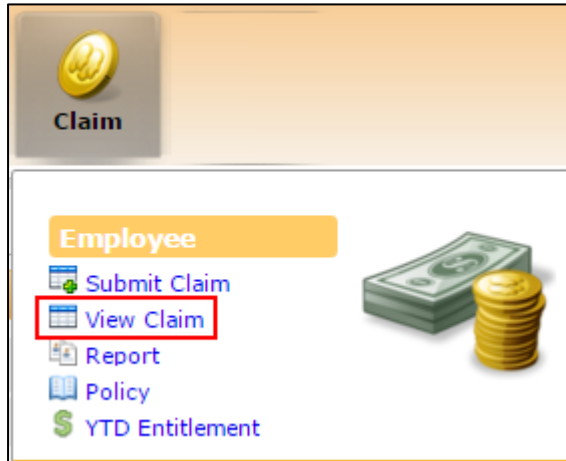 Claim
Employee
Submit Claim
View Claim
Report
Policy
YTD Entitlement